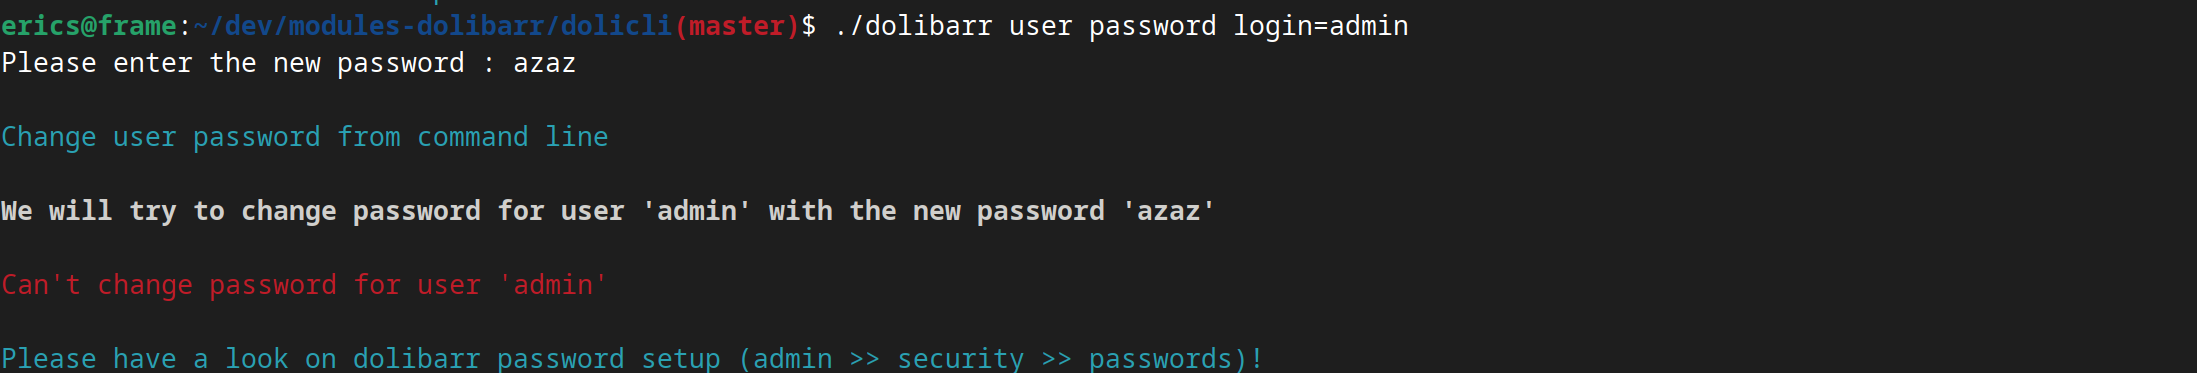 erics@frame:~/dev/modules-dolibarr/dolicli(master)$ ./dolibarr user password login=admin
Please enter the new password : azaz
Change user password from command line
We will try to change password for user 'admin' with the new password 'azaz'
Can't change password for user 'admin'
Please have a look on dolibarr password setup (admin >> security >> passwords)!